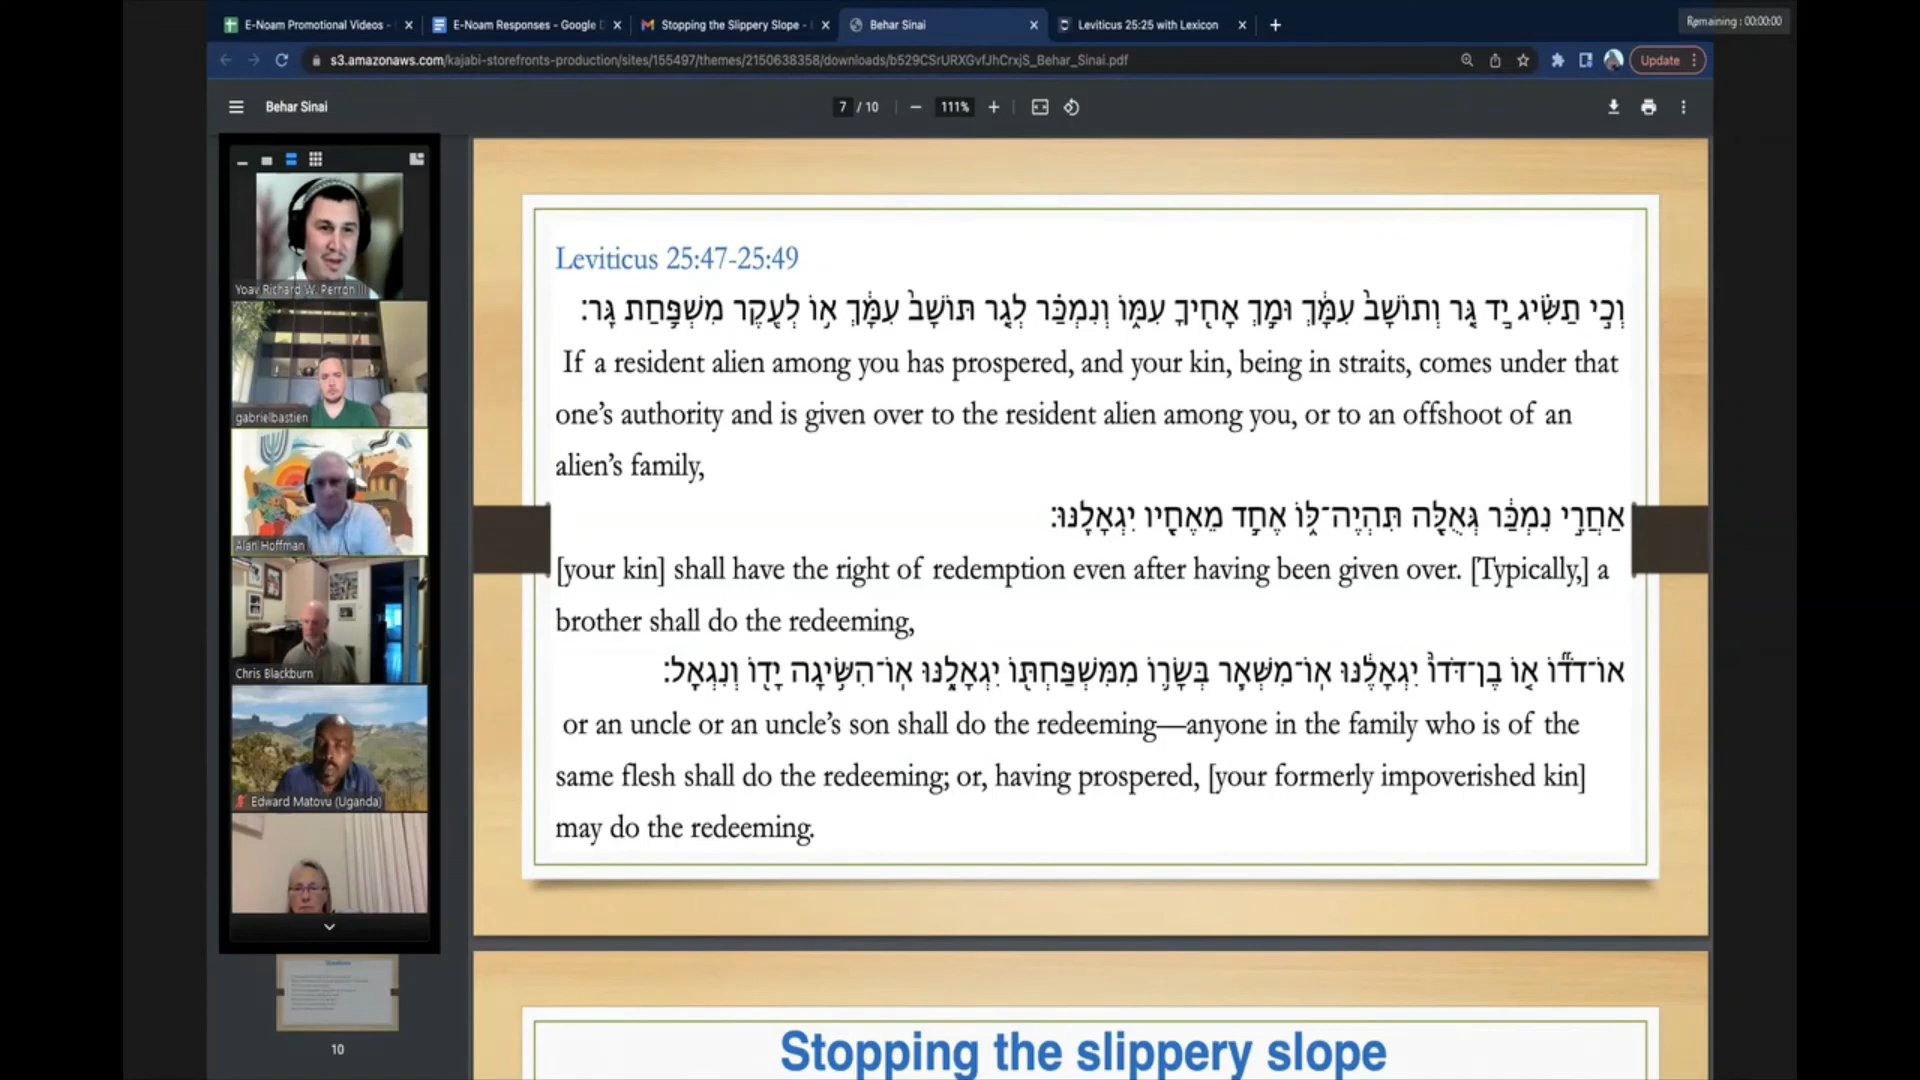 E-Noam Promotional Videos -
E-Noam Responses - Google D
Stopping the Slippery Slope -
Behar Sinai
Leviticus 25:25 with Lexicon
Remaining : 00:00:00
s3.amazonaws.com/kajabi-storefronts-production/sites/155497/themes/2150638358/downloads/b529CSrURXGvfJhCrxjS_Behar_Sinai.pdf
Update
Behar Sinai
7 / 10
111%
Yoav Richard W. Perron III
gabrielbastien
Alan Hoffman
Chris Blackburn
Edward Matovu (Uganda)
10
Leviticus 25:47-25:49
וְכִ֣י תַשִּׂ֗יג יַ֣ד גֵּ֤ר וְתוֹשָׁב֙ עִמָּ֔ךְ וּמָ֥ךְ אָחִ֖יךָ עִמּ֑וֹ וְנִמְכַּ֗ר לְגֵ֤ר תּוֹשָׁב֙ עִמָּ֔ךְ א֥וֹ לְעֵ֖קֶר מִשְׁפַּ֥חַת גֵּֽר׃
If a resident alien among you has prospered, and your kin, being in straits, comes under that
one’s authority and is given over to the resident alien among you, or to an offshoot of an
alien’s family,
אַחֲרֵ֣י נִמְכַּ֔ר גְּאֻלָּ֖ה תִּהְיֶה־לּ֑וֹ אֶחָ֥ד מֵאֶחָ֖יו יִגְאָלֶֽנּוּ׃
[your kin] shall have the right of redemption even after having been given over. [Typically,] a
brother shall do the redeeming,
אוֹ־דֹד֞וֹ א֤וֹ בֶן־דֹּדוֹ֙ יִגְאָלֶ֔נּוּ אֽוֹ־מִשְּׁאֵ֧ר בְּשָׂר֛וֹ מִמִּשְׁפַּחְתּ֖וֹ יִגְאָלֶ֑נּוּ אֽוֹ־הִשִּׂ֥יגָה יָד֖וֹ וְנִגְאָֽל׃
or an uncle or an uncle’s son shall do the redeeming—anyone in the family who is of the
same flesh shall do the redeeming; or, having prospered, [your formerly impoverished kin]
may do the redeeming.
Stopping the slippery slope